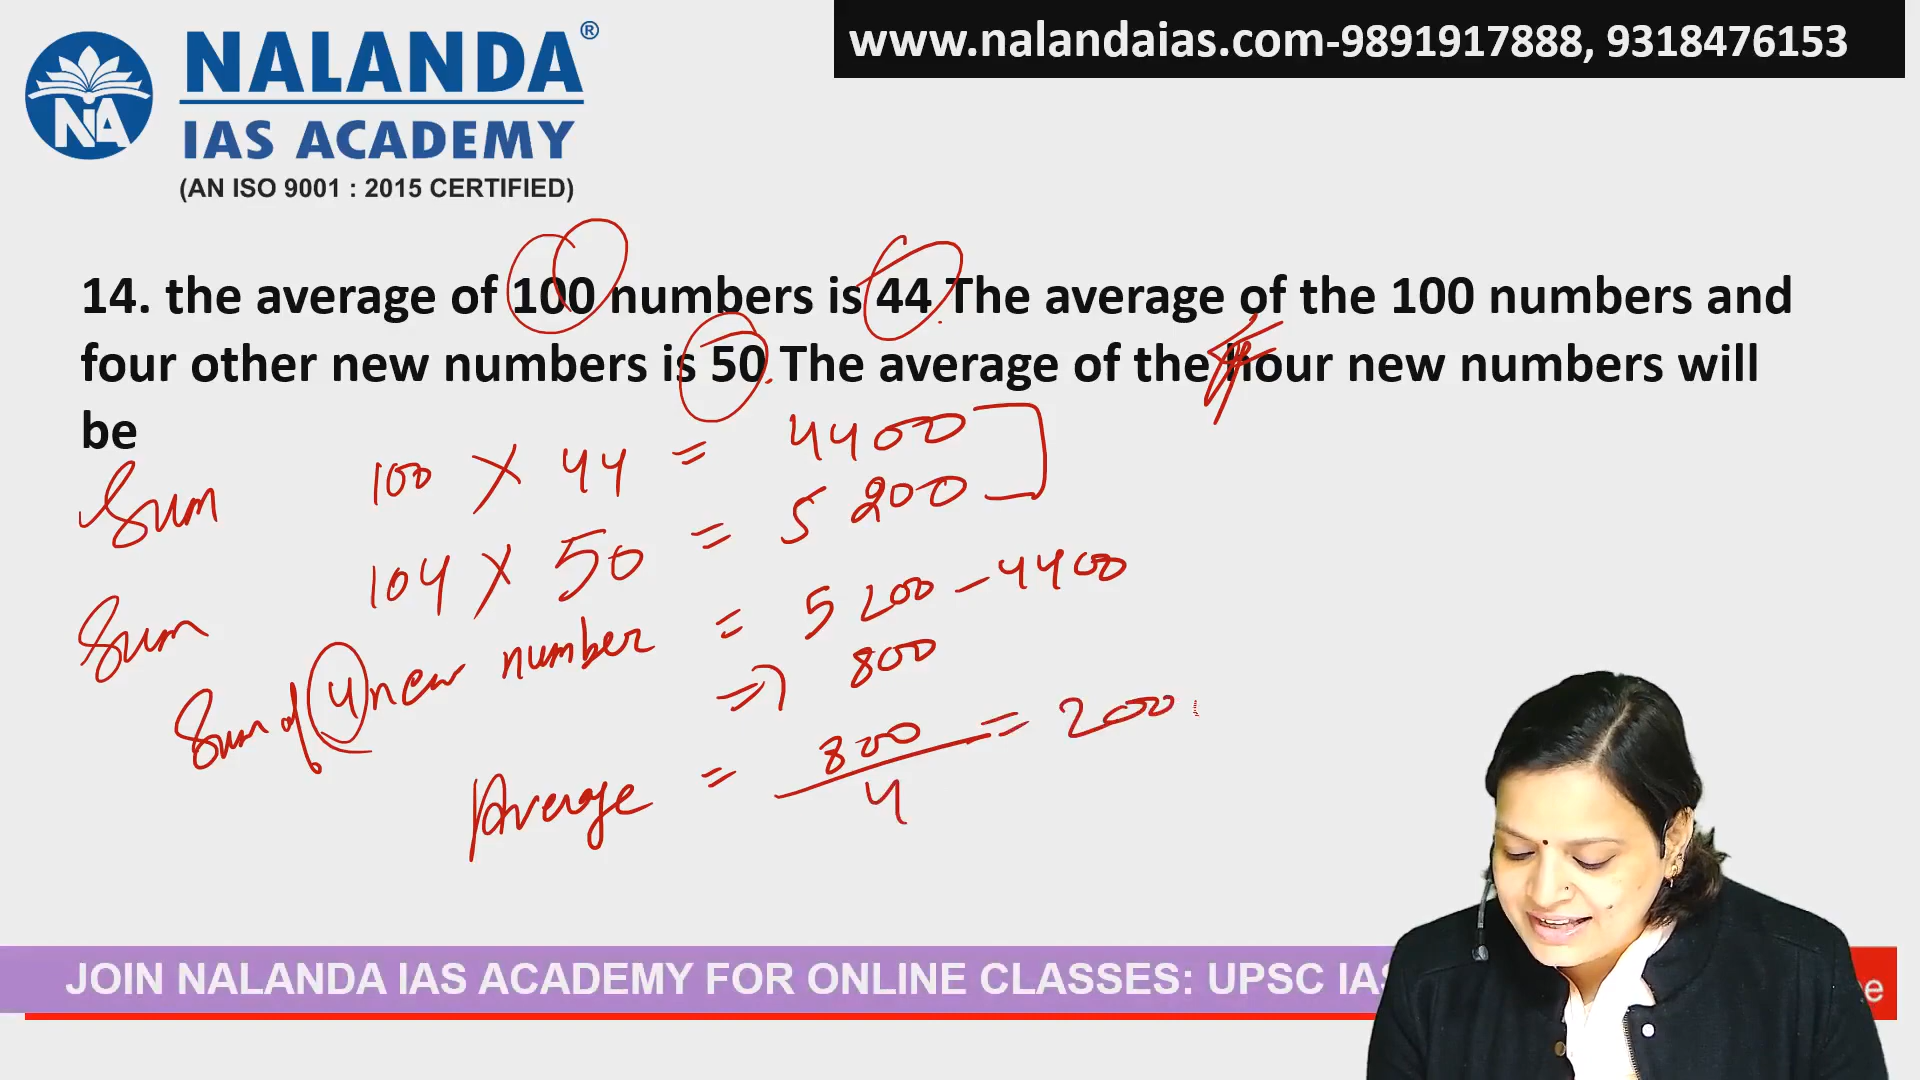 www.nalandaias.com-9891917888, 9318476153
NALANDA®
IAS ACADEMY
NA
(AN ISO 9001 : 2015 CERTIFIED)
14. the average of 100 numbers is 44.The average of the 100 numbers and
four other new numbers is 50. The average of the hour new numbers will
be
Sum 100 × 44 = 4400
Sum 104 × 50 = 5200
Sum of 4 new number = 5200 - 4400
⇒ 800
Average = 800/4 = 200
JOIN NALANDA IAS ACADEMY FOR ONLINE CLASSES: UPSC IAS
e